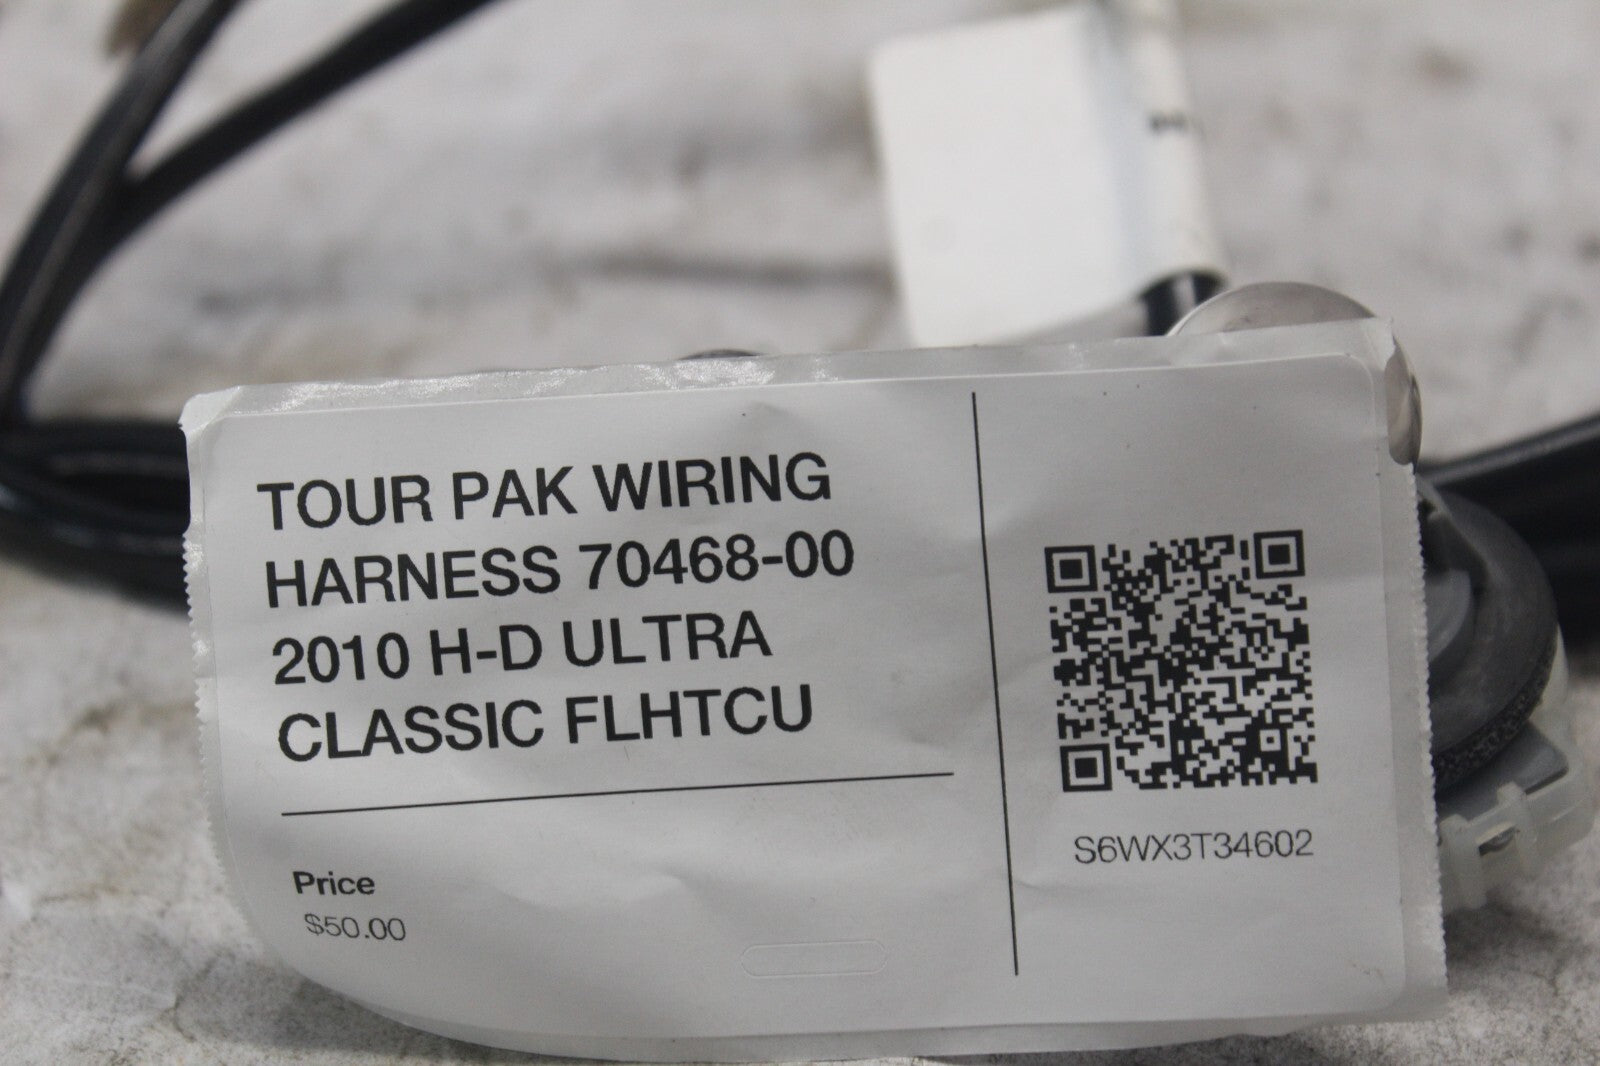 TOUR PAK WIRING
HARNESS 70468-00
2010 H-D ULTRA
CLASSIC FLHTCU
Price
$50.00
S6WX3T34602